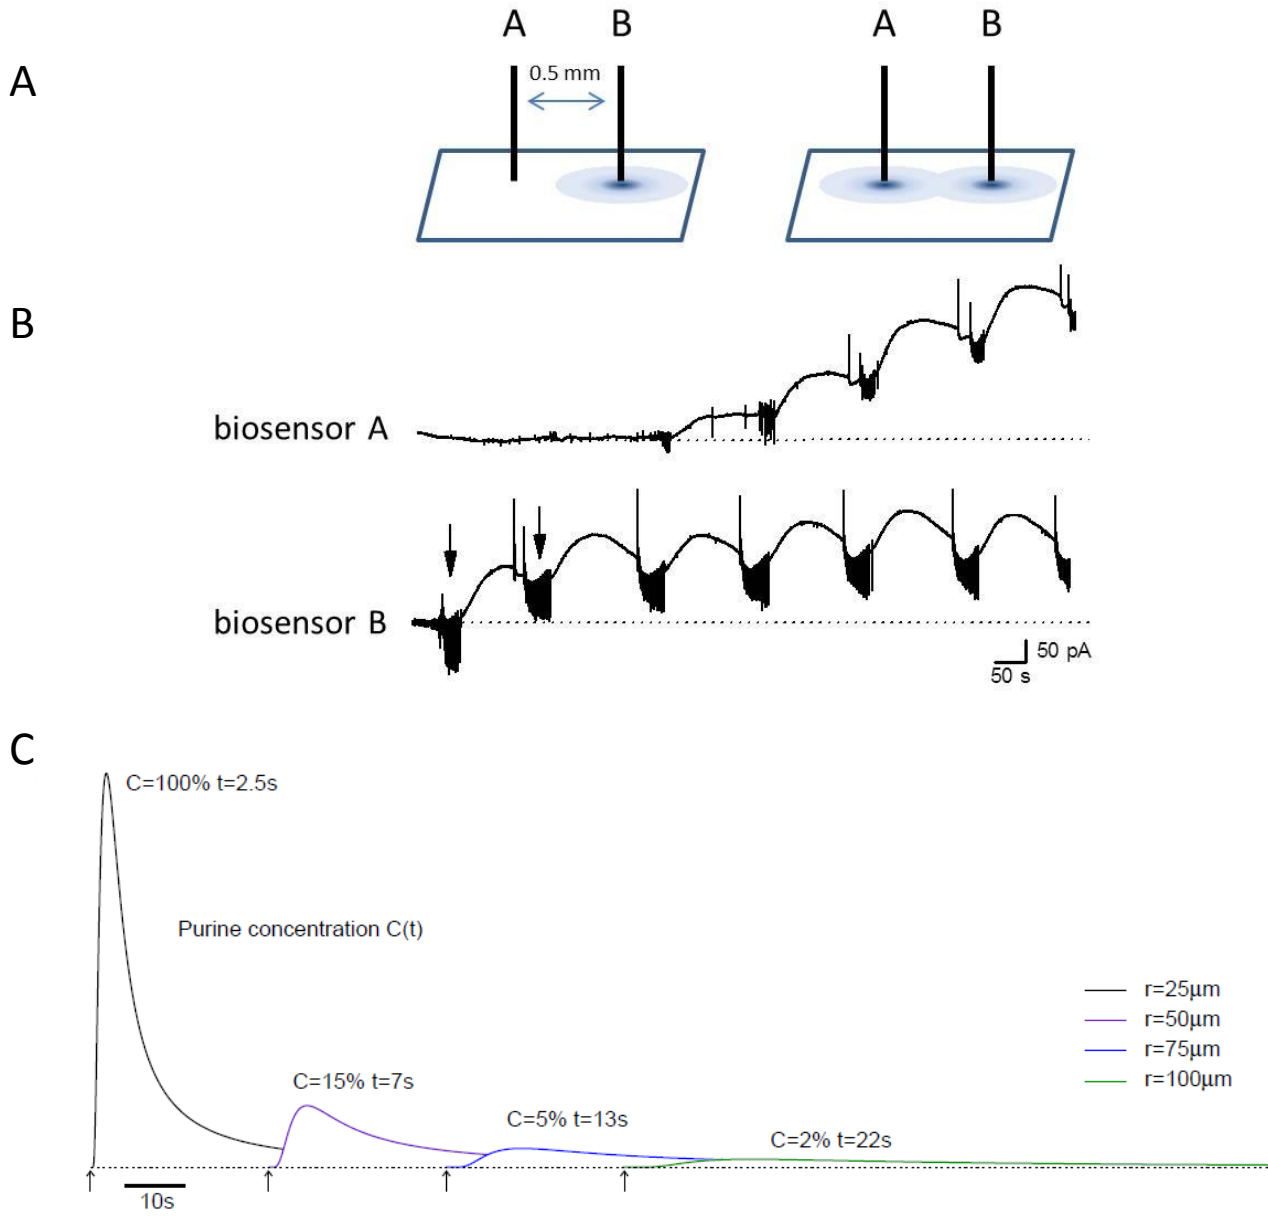 A B A B
A
0.5 mm
B
biosensor A
biosensor B
50 pA
50 s
C
C=100% t=2.5s
Purine concentration C(t)
r=25µm
r=50µm
r=75µm
r=100µm
C=15% t=7s
C=5% t=13s
C=2% t=22s
10s